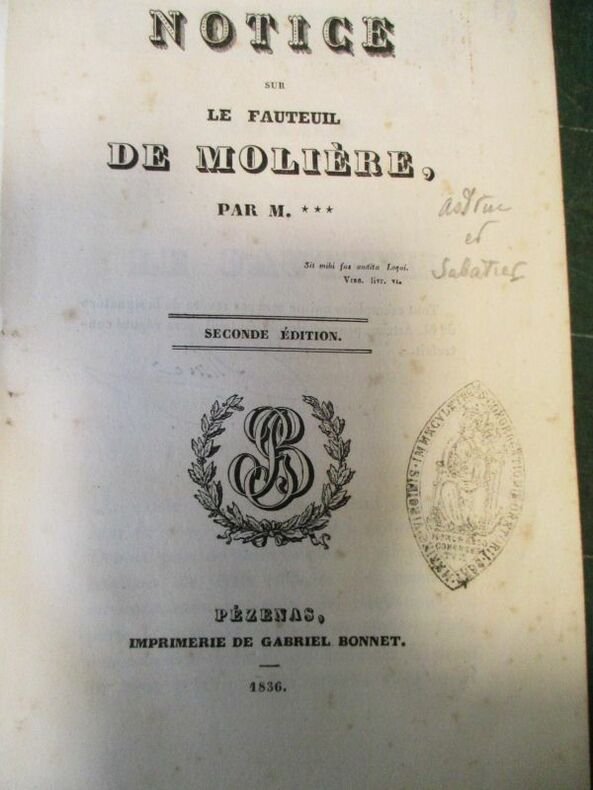 NOTICE
SUR
LE FAUTEUIL
DE MOLIÈRE,
PAR M. ***
Astruc
et
Sabatier
Sit mihi fas audita Loqui.
VIRG. LIVR. VI.
SECONDE ÉDITION.
PÉZENAS,
IMPRIMERIE DE GABRIEL BONNET.
1836.